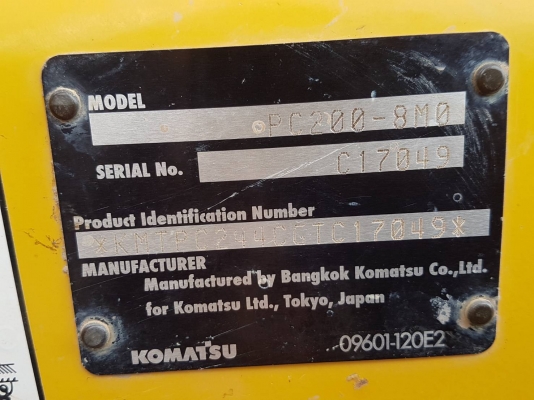 MODEL
PC200-8M0
SERIAL No.
C17049
Product Identification Number
MANUFACTURER
Manufactured by Bangkok Komatsu Co.,Ltd.
for Komatsu Ltd., Tokyo, Japan
KOMATSU
09601-120E2